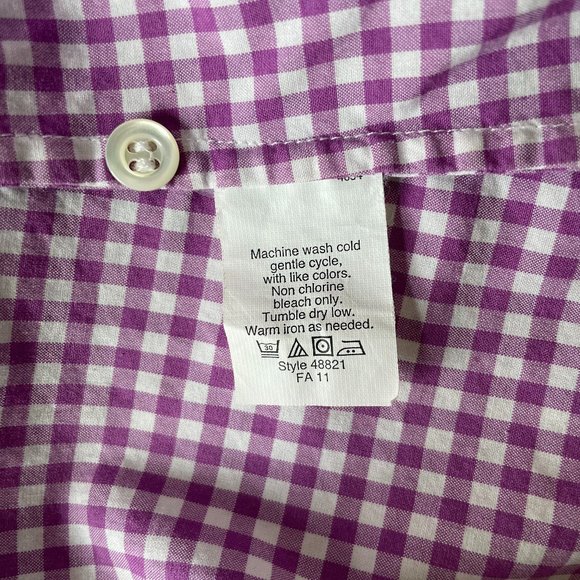 Machine wash cold
gentle cycle,
with like colors.
Non chlorine
bleach only.
Tumble dry low.
Warm iron as needed.
30
Style 48821
FA 11